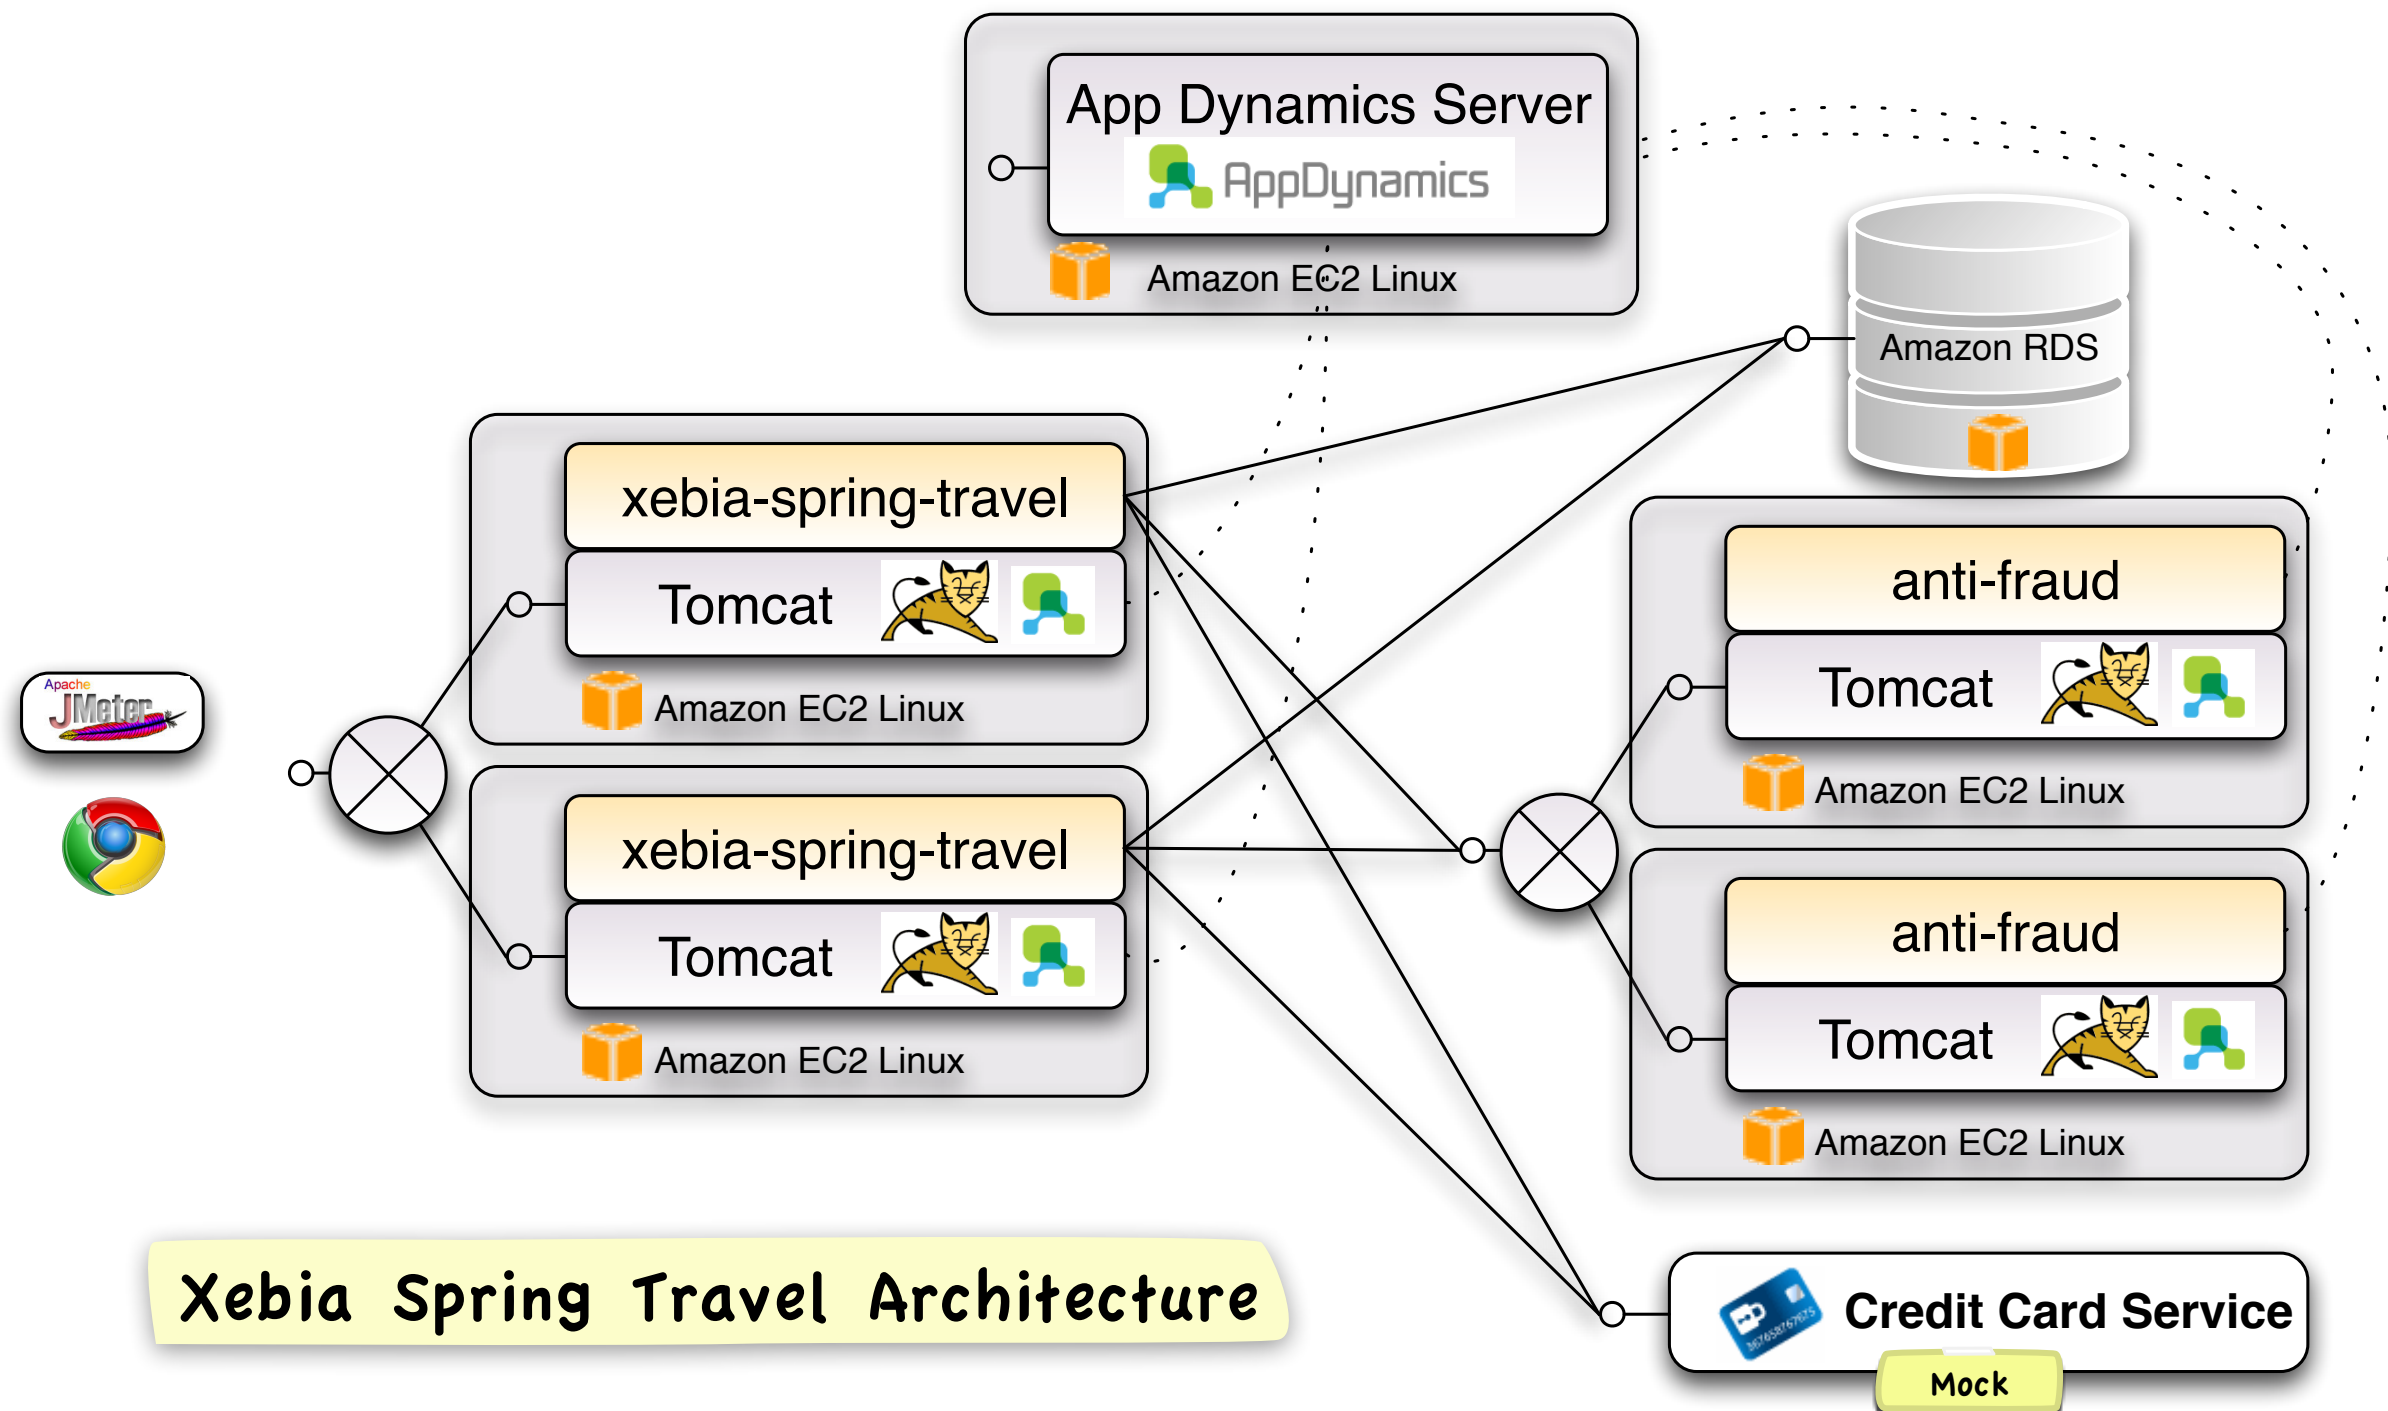 App Dynamics Server
AppDynamics
Amazon EC2 Linux
Amazon RDS
xebia-spring-travel
Tomcat
Amazon EC2 Linux
xebia-spring-travel
Tomcat
Amazon EC2 Linux
Apache
JMeter
anti-fraud
Tomcat
Amazon EC2 Linux
anti-fraud
Tomcat
Amazon EC2 Linux
Xebia Spring Travel Architecture
Credit Card Service
Mock